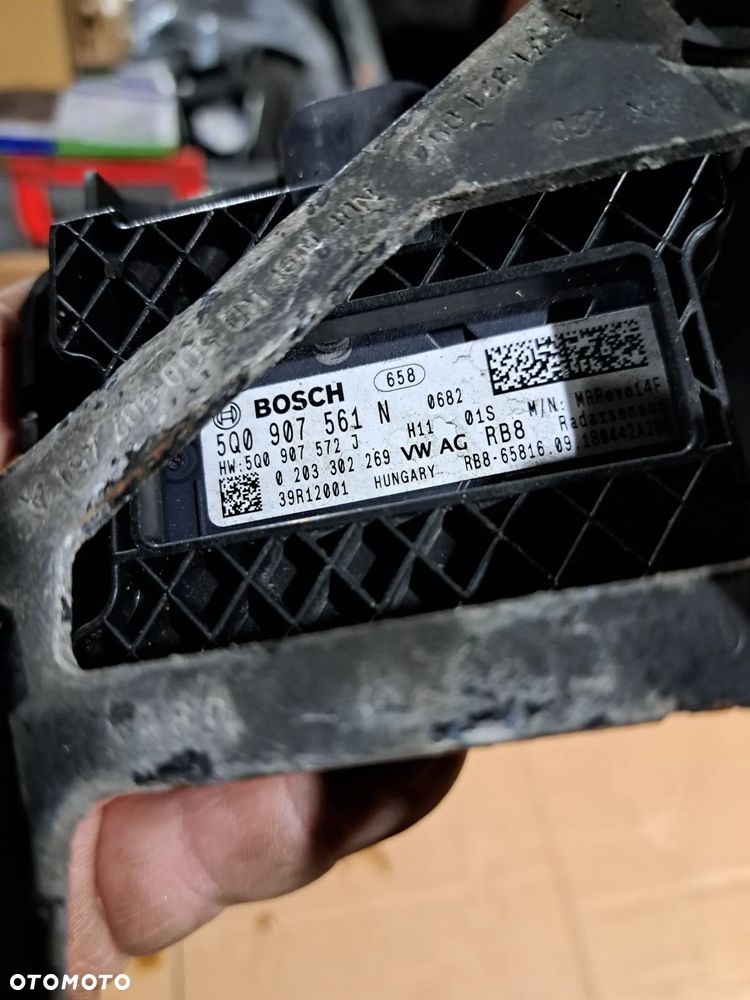 BOSCH 658
5Q0 907 561 N 0682
HW:5Q0 907 572 J H11 01S M/N: MRRevo14F
0 203 302 269 VW AG RB8 Radarsensor
39R12001 HUNGARY RB8-65816.09
OTOMOTO